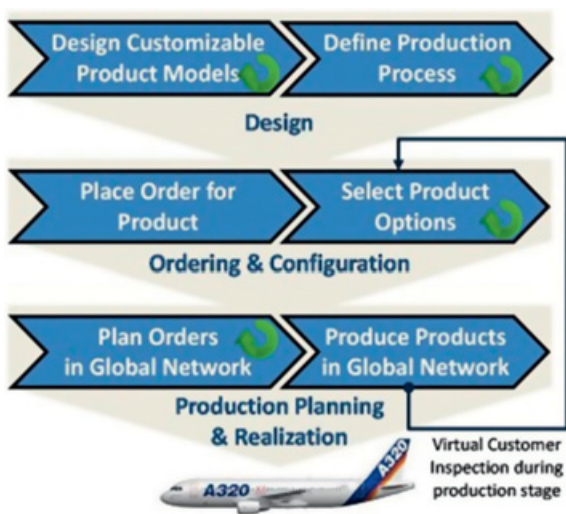 Design Customizable
Product Models
Define Production
Process
Design
Place Order for
Product
Select Product
Options
Ordering & Configuration
Plan Orders
in Global Network
Produce Products
in Global Network
Production Planning
& Realization
Virtual Customer
Inspection during
production stage
A320
A320